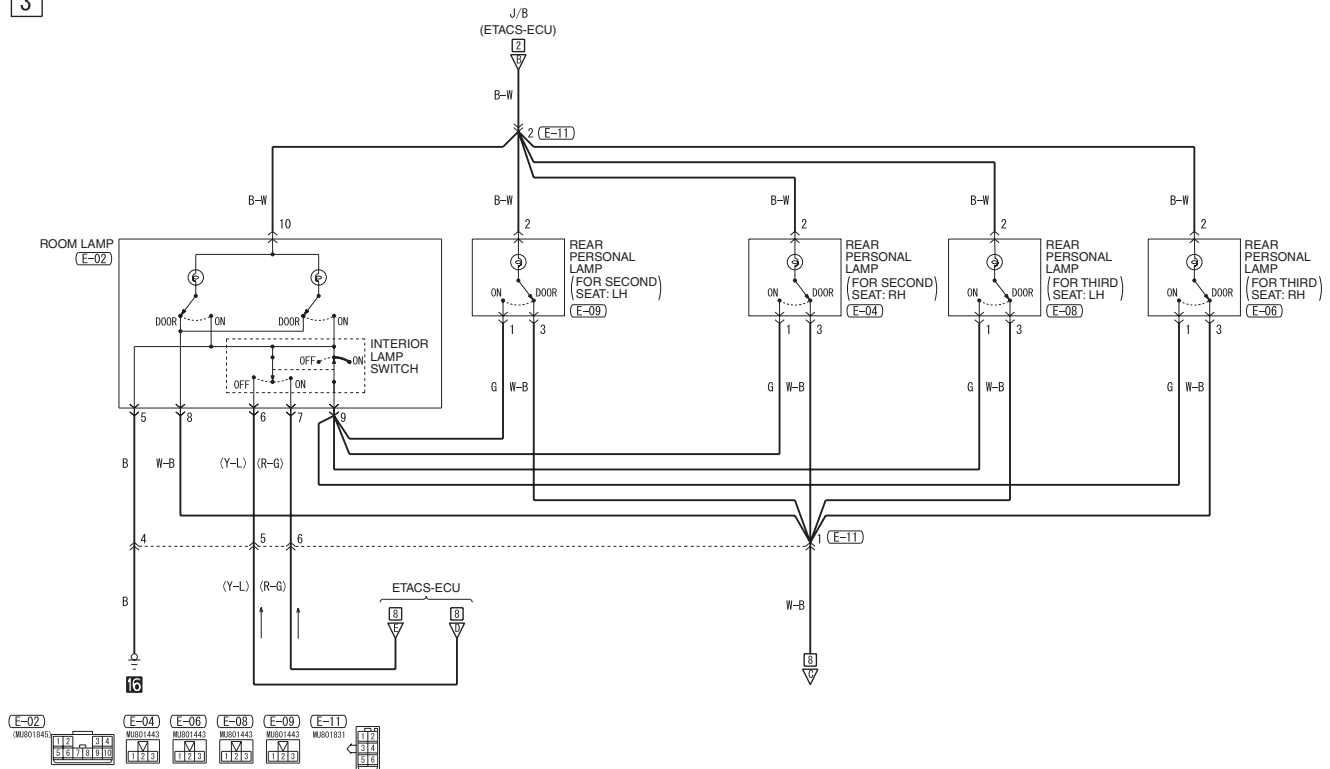 3
J/B
(ETACS-ECU)
2
B
B-W
2 (E-11)
B-W
B-W
B-W
B-W
B-W
10
2
2
2
2
ROOM LAMP
(E-02)
DOOR
ON
DOOR
ON
INTERIOR
LAMP
SWITCH
OFF
ON
OFF
ON
REAR
PERSONAL
LAMP
(FOR SECOND
SEAT: LH)
(E-09)
ON
DOOR
REAR
PERSONAL
LAMP
(FOR SECOND
SEAT: RH)
(E-04)
ON
DOOR
REAR
PERSONAL
LAMP
(FOR THIRD
SEAT: LH)
(E-08)
ON
DOOR
REAR
PERSONAL
LAMP
(FOR THIRD
SEAT: RH)
(E-06)
ON
DOOR
1 3
1 3
1 3
1 3
5 8 6 7 9
G W-B
G W-B
G W-B
G W-B
B W-B (Y-L) (R-G)
4 5 6 1 (E-11)
B (Y-L) (R-G)
ETACS-ECU
8
E
8
D
W-B
8
C
16
(E-02)
(MU801845)
1 2 3 4
5 6 7 8 9 10
(E-04)
MU801443
1 2 3
(E-06)
MU801443
1 2 3
(E-08)
MU801443
1 2 3
(E-09)
MU801443
1 2 3
(E-11)
MU801831
1 2
3 4
5 6